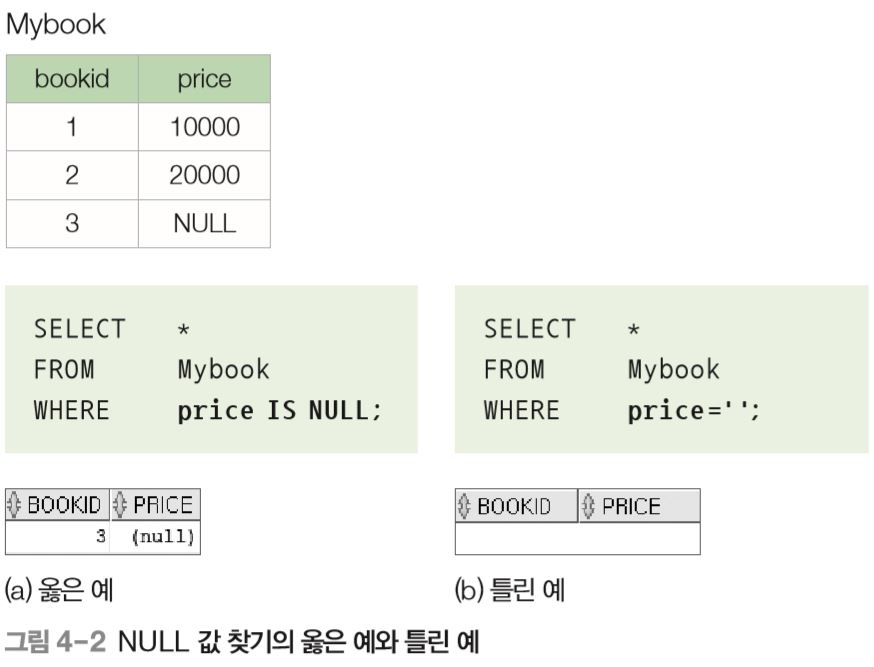 Mybook
bookid price
1 10000
2 20000
3 NULL
SELECT *
FROM Mybook
WHERE price IS NULL;
SELECT *
FROM Mybook
WHERE price=' ';
BOOKID PRICE
3 (null)
BOOKID PRICE
(a) 옳은 예
(b) 틀린 예
그림 4-2 NULL 값 찾기의 옳은 예와 틀린 예